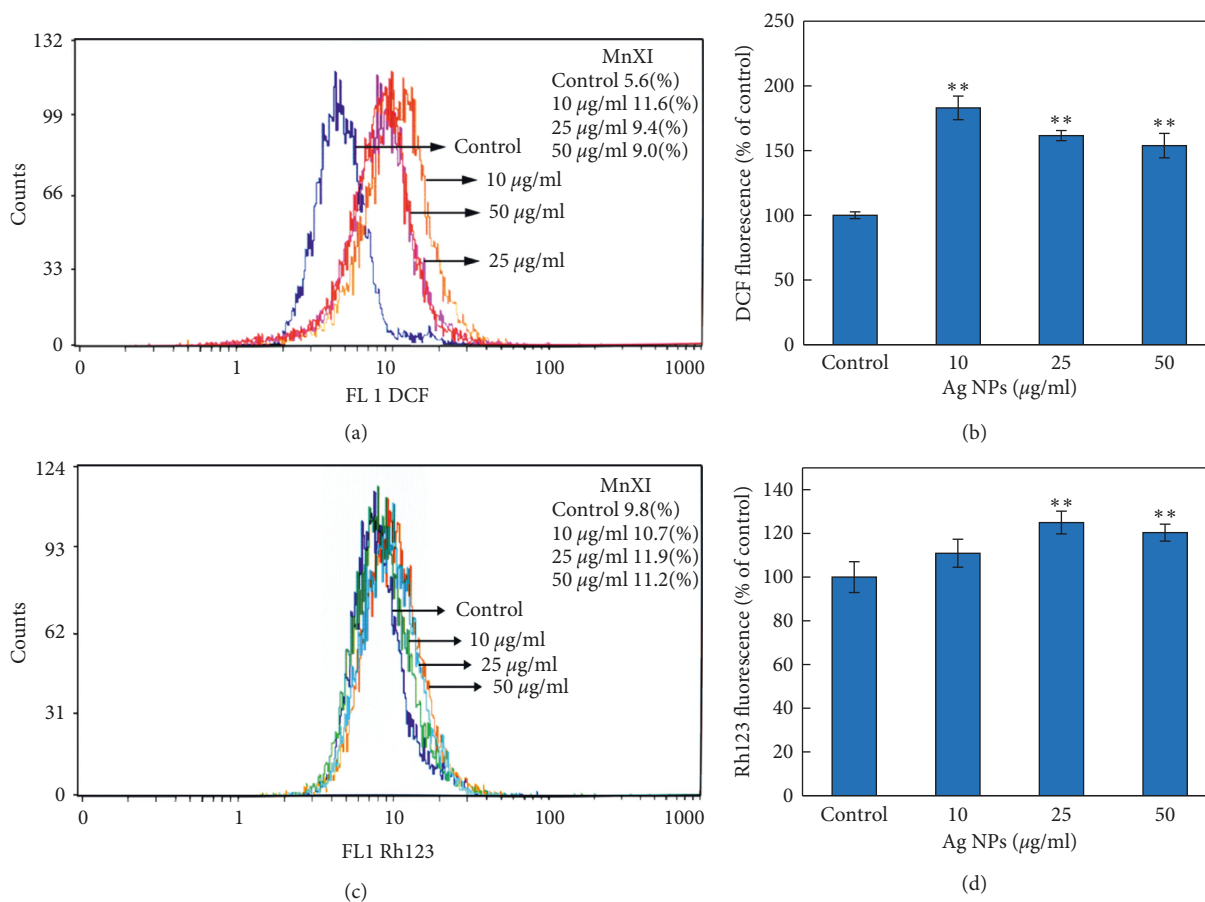 132
99
66
33
0
Counts
MnXI
Control 5.6(%)
10 µg/ml 11.6(%)
25 µg/ml 9.4(%)
50 µg/ml 9.0(%)
Control
10 µg/ml
50 µg/ml
25 µg/ml
0 1 10 100 1000
FL 1 DCF
(a)
250
200
150
100
50
0
DCF fluorescence (% of control)
**
**
**
Control 10 25 50
Ag NPs (µg/ml)
(b)
124
93
62
31
0
Counts
MnXI
Control 9.8(%)
10 µg/ml 10.7(%)
25 µg/ml 11.9(%)
50 µg/ml 11.2(%)
Control
10 µg/ml
25 µg/ml
50 µg/ml
0 1 10 100 1000
FL1 Rh123
(c)
140
120
100
80
60
40
20
0
Rh123 fluorescence (% of control)
**
**
Control 10 25 50
Ag NPs (µg/ml)
(d)